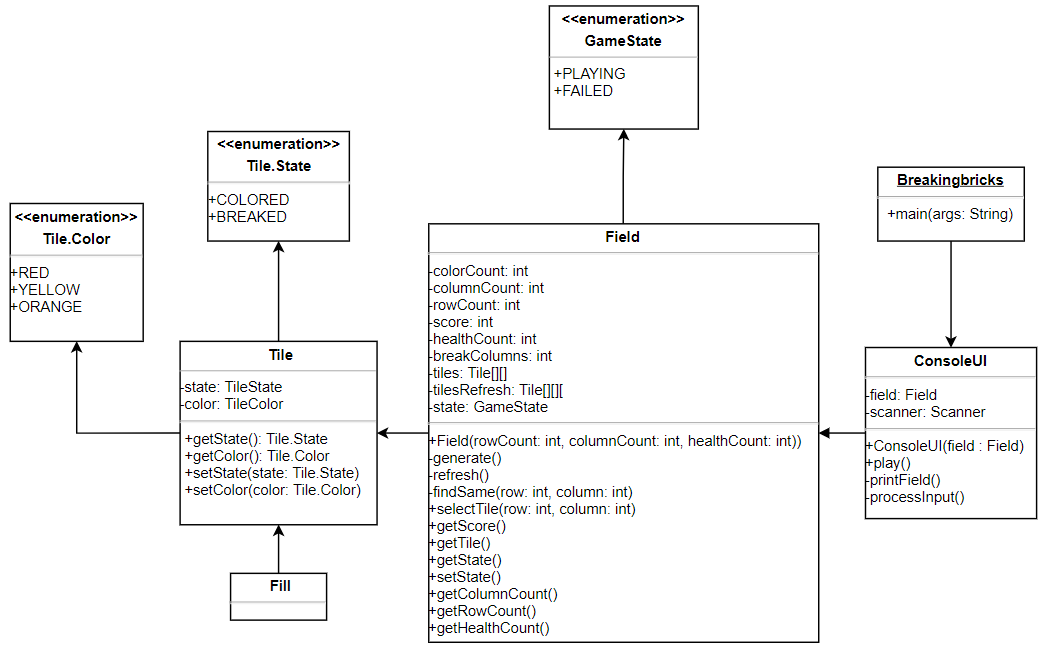 <<enumeration>>
GameState
+PLAYING
+FAILED
<<enumeration>>
Tile.State
+COLORED
+BREAKED
<<enumeration>>
Tile.Color
+RED
+YELLOW
+ORANGE
Breakingbricks
+main(args: String)
Field
-colorCount: int
-columnCount: int
-rowCount: int
-score: int
-healthCount: int
-breakColumns: int
-tiles: Tile[][]
-tilesRefresh: Tile[][][
-state: GameState
+Field(rowCount: int, columnCount: int, healthCount: int))
-generate()
-refresh()
-findSame(row: int, column: int)
+selectTile(row: int, column: int)
+getScore()
+getTile()
+getState()
+setState()
+getColumnCount()
+getRowCount()
+getHealthCount()
Tile
-state: TileState
-color: TileColor
+getState(): Tile.State
+getColor(): Tile.Color
+setState(state: Tile.State)
+setColor(color: Tile.Color)
ConsoleUI
-field: Field
-scanner: Scanner
+ConsoleUI(field : Field)
+play()
-printField()
-processInput()
Fill